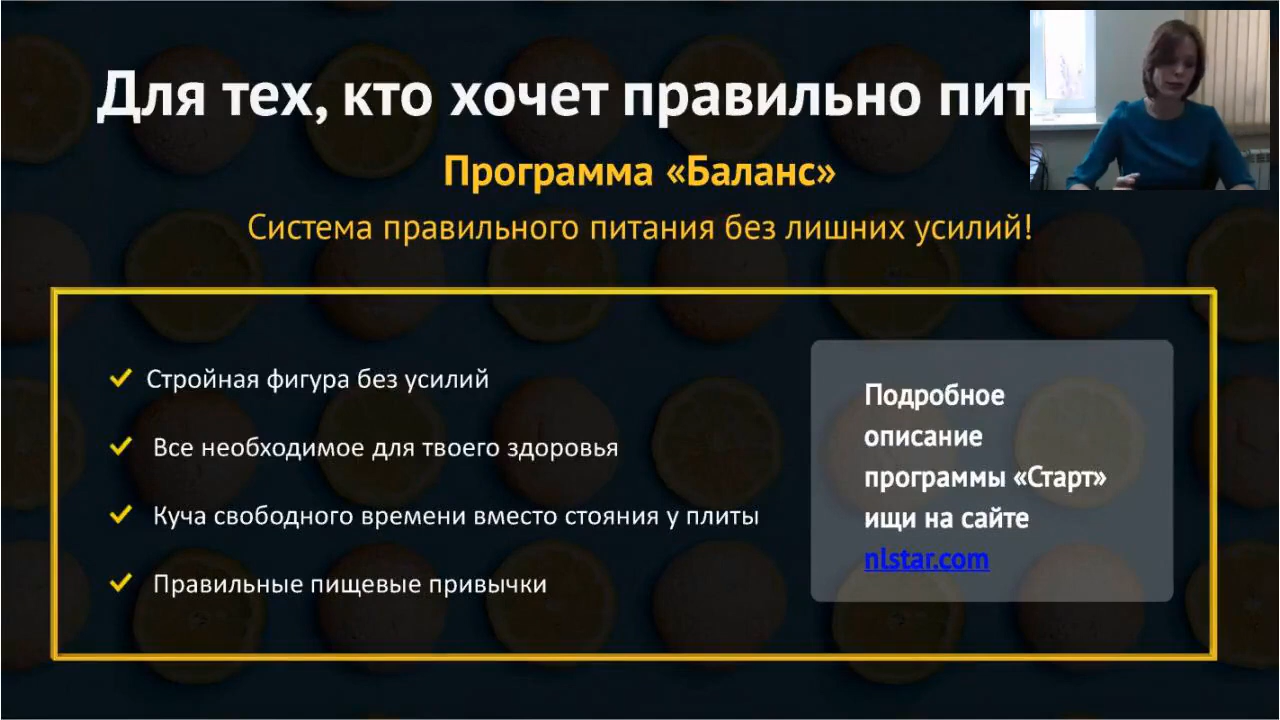 Для тех, кто хочет правильно пит
Программа «Баланс»
Система правильного питания без лишних усилий!
Стройная фигура без усилий
Все необходимое для твоего здоровья
Куча свободного времени вместо стояния у плиты
Правильные пищевые привычки
Подробное
описание
программы «Старт»
ищи на сайте
nlstar.com